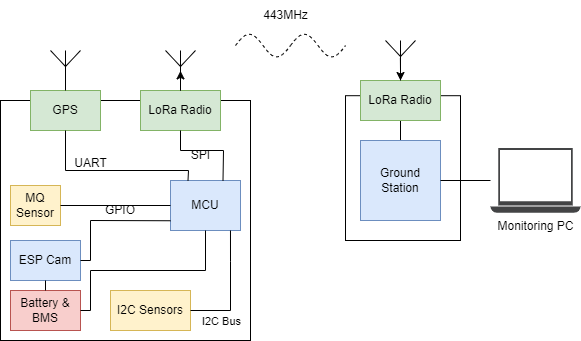 443MHz
GPS
LoRa Radio
LoRa Radio
UART
SPI
MQ
Sensor
GPIO
MCU
Ground
Station
Monitoring PC
ESP Cam
Battery &
BMS
I2C Sensors
I2C Bus